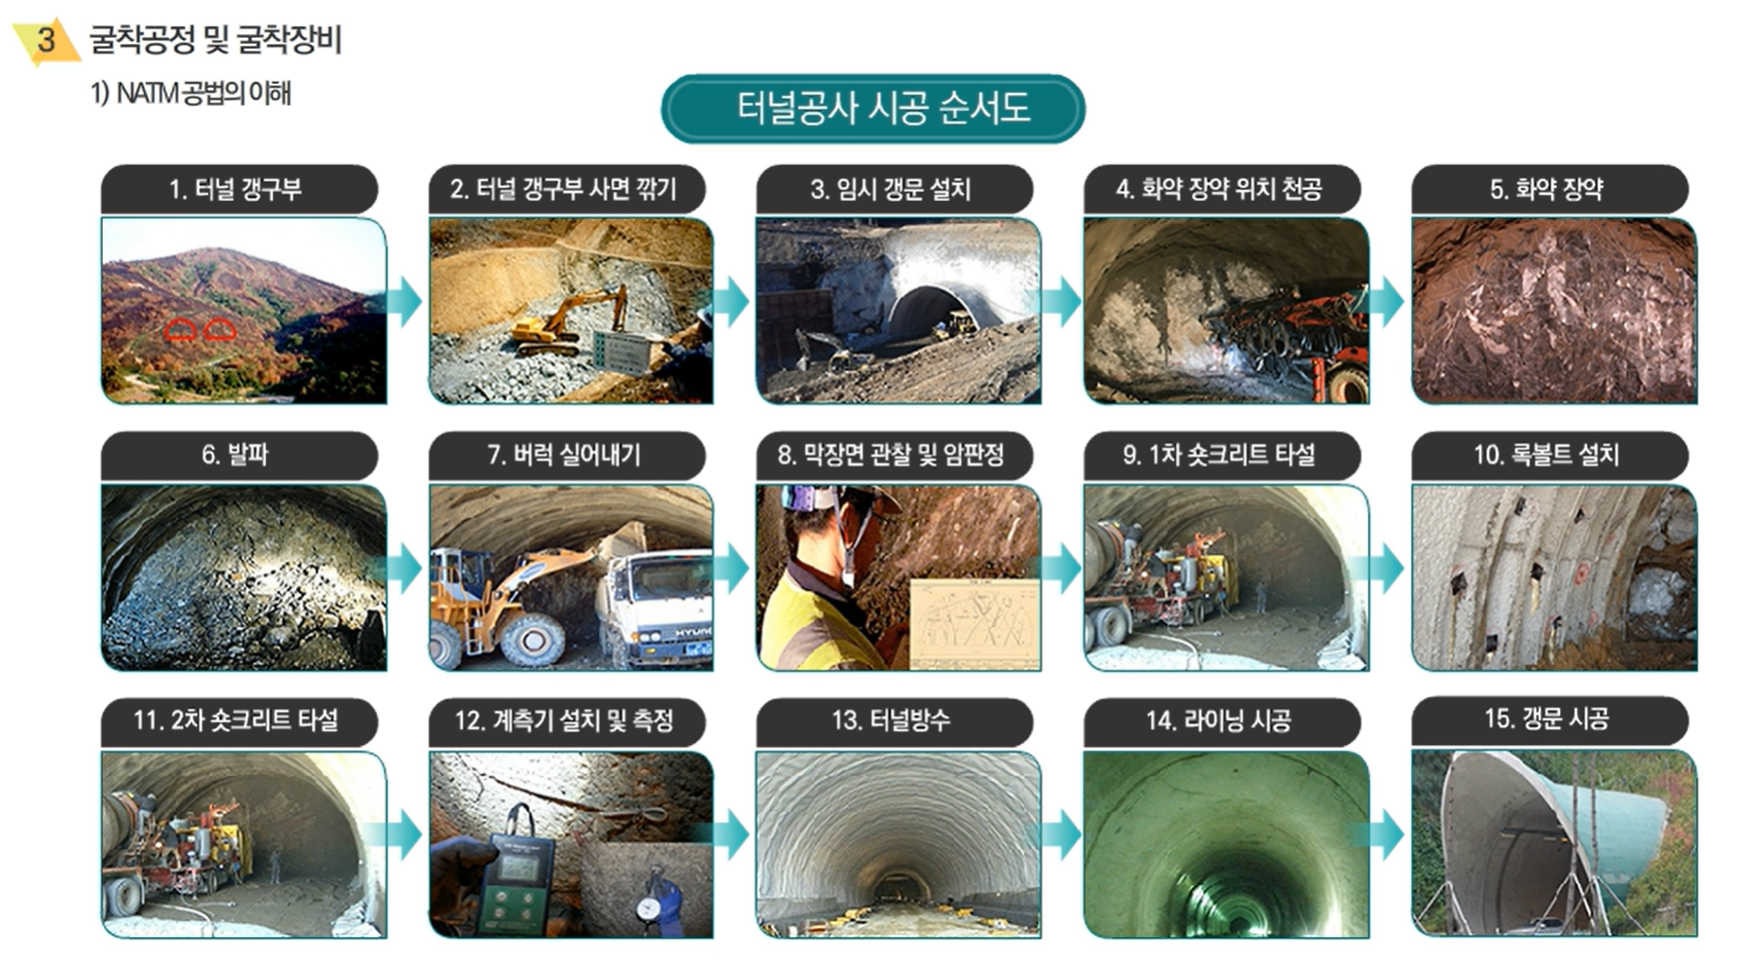 3 굴착공정 및 굴착장비
1) NATM 공법의 이해
터널공사 시공 순서도
1. 터널 갱구부
2. 터널 갱구부 사면 깎기
3. 임시 갱문 설치
4. 화약 장약 위치 천공
5. 화약 장약
6. 발파
7. 버럭 실어내기
8. 막장면 관찰 및 암판정
9. 1차 숏크리트 타설
10. 록볼트 설치
HYUNDAI
11. 2차 숏크리트 타설
12. 계측기 설치 및 측정
13. 터널방수
14. 라이닝 시공
15. 갱문 시공